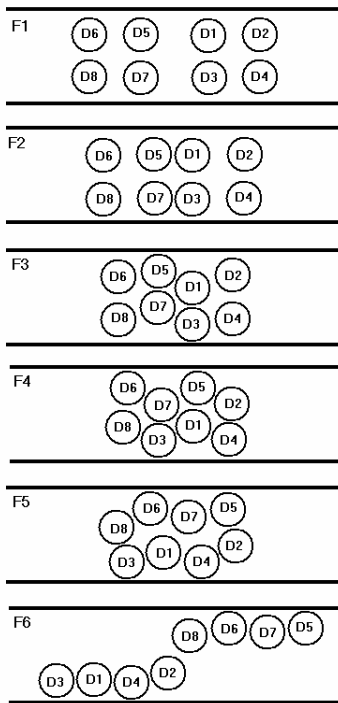 F1
D6 D5 D1 D2
D8 D7 D3 D4
F2
D6 D5 D1 D2
D8 D7 D3 D4
F3
D6 D5 D1 D2
D8 D7 D3 D4
F4
D6 D7 D5 D2
D8 D3 D1 D4
F5
D8 D6 D7 D5
D3 D1 D4 D2
F6
D8 D6 D7 D5
D3 D1 D4 D2